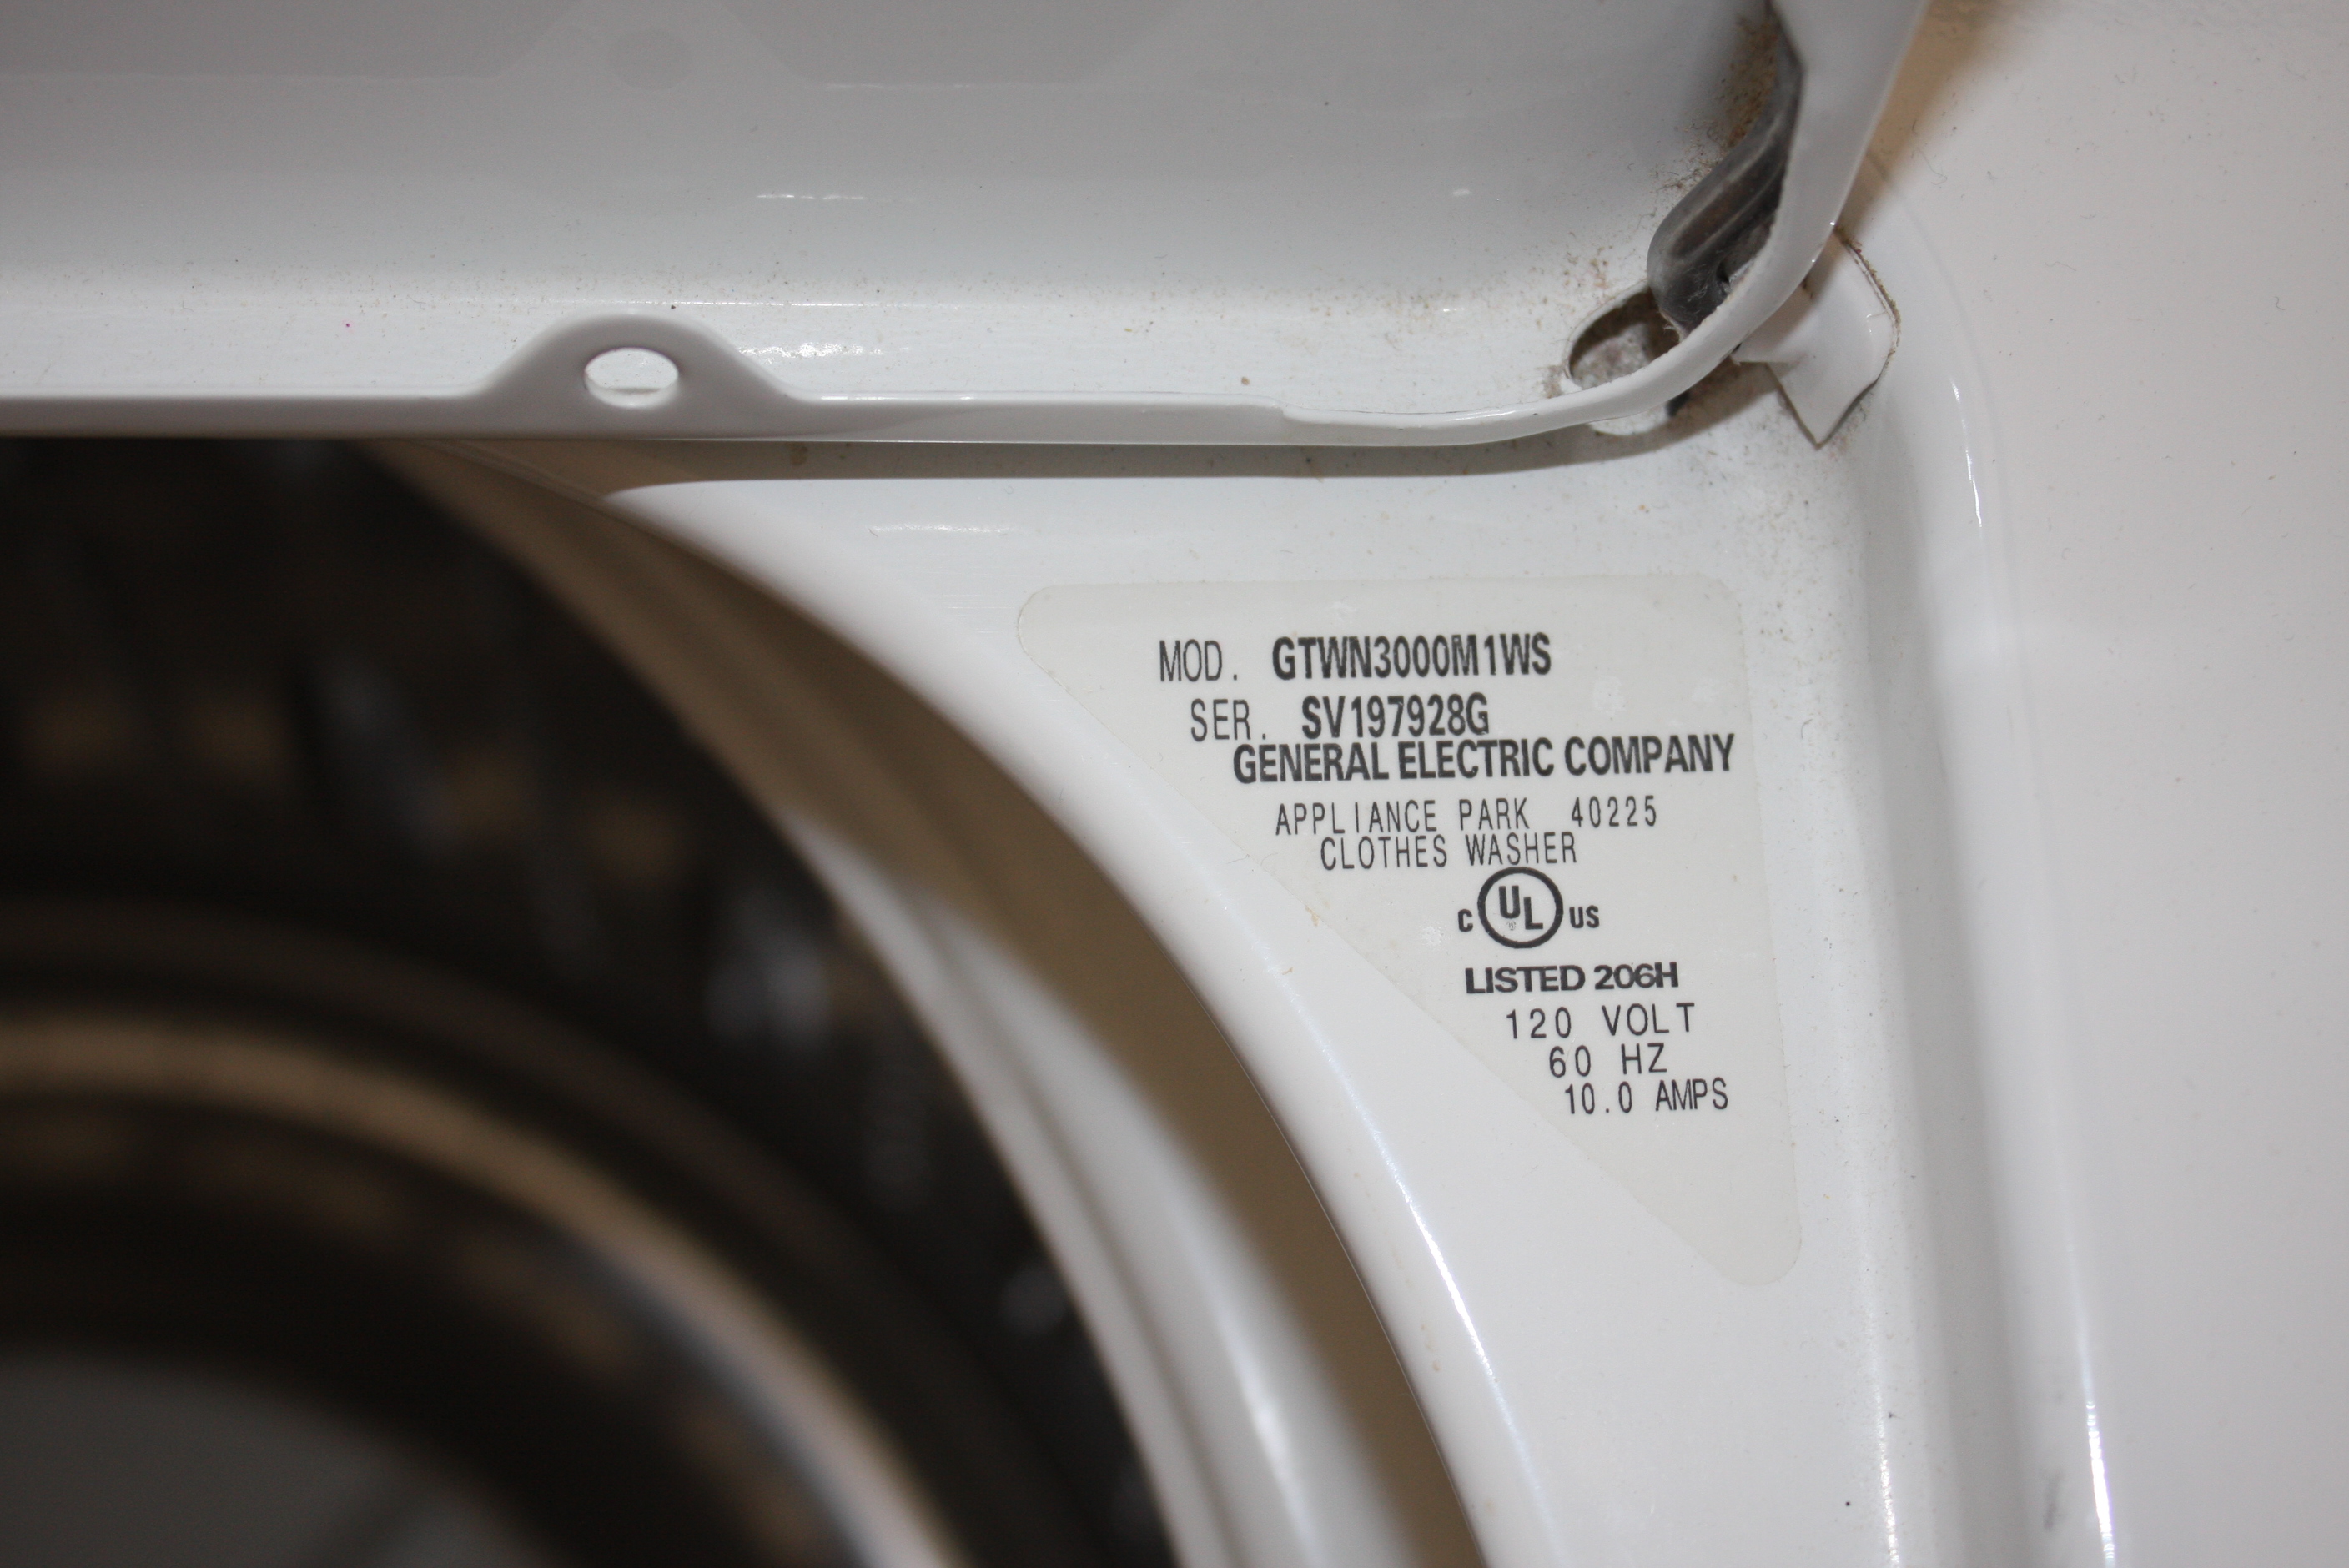 MOD. GTWN3000M1WS
SER. SV197928G
GENERAL ELECTRIC COMPANY
APPLIANCE PARK 40225
CLOTHES WASHER
C UL US
LISTED 206H
120 VOLT
60 HZ
10.0 AMPS